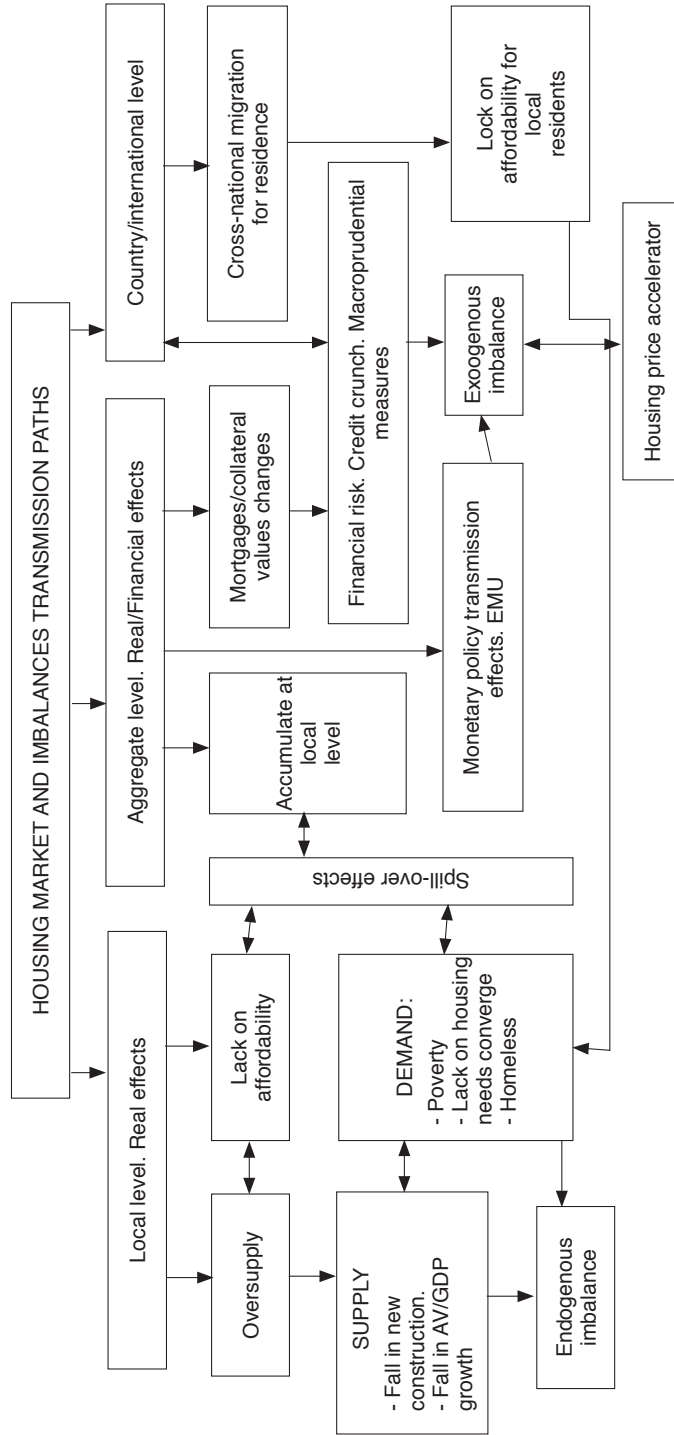 HOUSING MARKET AND IMBALANCES TRANSMISSION PATHS
Local level. Real effects
Aggregate level. Real/Financial effects
Country/international level
Oversupply
Lack on
affordability
Spill-over effects
Accumulate at
local
level
Mortgages/collateral
values changes
Cross-national migration
for residence
SUPPLY
- Fall in new
construction.
- Fall in AV/GDP
growth
DEMAND:
- Poverty
- Lack on housing
needs converge
- Homeless
Financial risk. Credit crunch. Macroprudential
measures
Monetary policy transmission
effects. EMU
Exoogenous
imbalance
Lock on
affordability for
local
residents
Endogenous
imbalance
Housing price accelerator